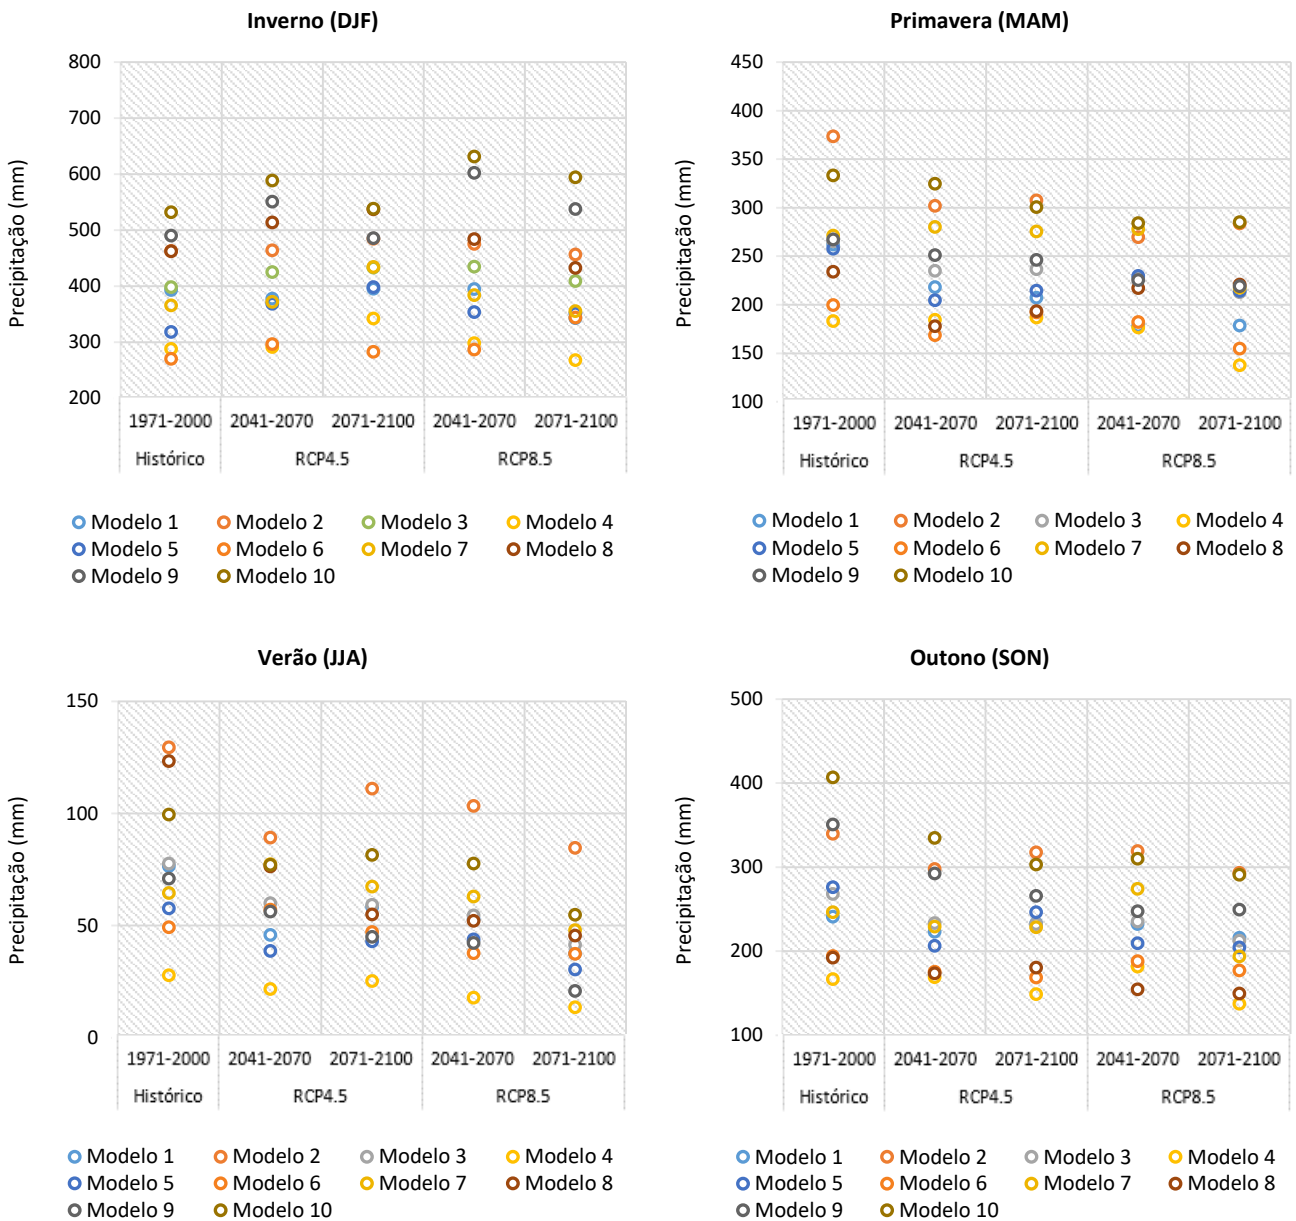 Inverno (DJF)
Precipitação (mm)
800
700
600
500
400
300
200
1971-2000 2041-2070 2071-2100 2041-2070 2071-2100
Histórico RCP4.5 RCP8.5
Modelo 1 Modelo 2 Modelo 3 Modelo 4
Modelo 5 Modelo 6 Modelo 7 Modelo 8
Modelo 9 Modelo 10
Primavera (MAM)
Precipitação (mm)
450
400
350
300
250
200
150
100
1971-2000 2041-2070 2071-2100 2041-2070 2071-2100
Histórico RCP4.5 RCP8.5
Modelo 1 Modelo 2 Modelo 3 Modelo 4
Modelo 5 Modelo 6 Modelo 7 Modelo 8
Modelo 9 Modelo 10
Verão (JJA)
Precipitação (mm)
150
100
50
0
1971-2000 2041-2070 2071-2100 2041-2070 2071-2100
Histórico RCP4.5 RCP8.5
Modelo 1 Modelo 2 Modelo 3 Modelo 4
Modelo 5 Modelo 6 Modelo 7 Modelo 8
Modelo 9 Modelo 10
Outono (SON)
Precipitação (mm)
500
400
300
200
100
1971-2000 2041-2070 2071-2100 2041-2070 2071-2100
Histórico RCP4.5 RCP8.5
Modelo 1 Modelo 2 Modelo 3 Modelo 4
Modelo 5 Modelo 6 Modelo 7 Modelo 8
Modelo 9 Modelo 10